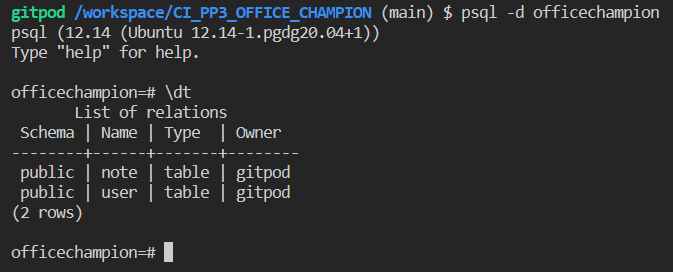 gitpod /workspace/CI_PP3_OFFICE_CHAMPION (main) $ psql -d officechampion
psql (12.14 (Ubuntu 12.14-1.pgdg20.04+1))
Type "help" for help.

officechampion=# \dt
       List of relations
 Schema | Name | Type  | Owner
--------+------+-------+--------
 public | note | table | gitpod
 public | user | table | gitpod
(2 rows)

officechampion=#